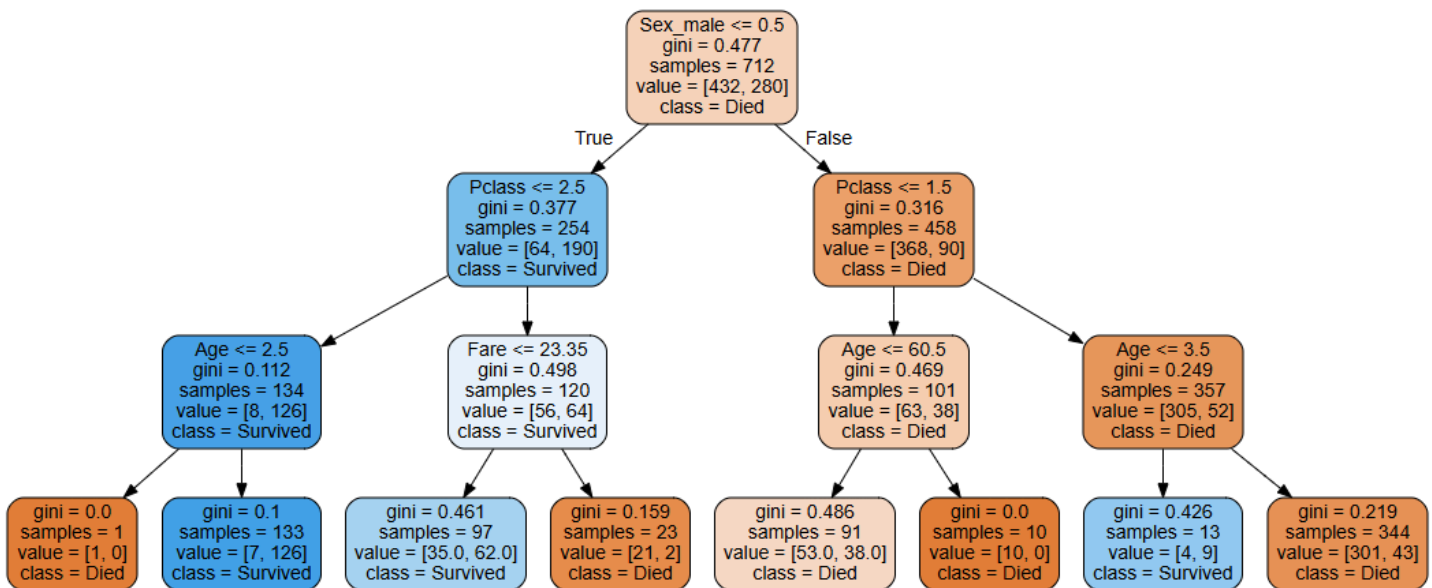 Sex_male <= 0.5
gini = 0.477
samples = 712
value = [432, 280]
class = Died
True
False
Pclass <= 2.5
gini = 0.377
samples = 254
value = [64, 190]
class = Survived
Pclass <= 1.5
gini = 0.316
samples = 458
value = [368, 90]
class = Died
Age <= 2.5
gini = 0.112
samples = 134
value = [8, 126]
class = Survived
Fare <= 23.35
gini = 0.498
samples = 120
value = [56, 64]
class = Survived
Age <= 60.5
gini = 0.469
samples = 101
value = [63, 38]
class = Died
Age <= 3.5
gini = 0.249
samples = 357
value = [305, 52]
class = Died
gini = 0.0
samples = 1
value = [1, 0]
class = Died
gini = 0.1
samples = 133
value = [7, 126]
class = Survived
gini = 0.461
samples = 97
value = [35.0, 62.0]
class = Survived
gini = 0.159
samples = 23
value = [21, 2]
class = Died
gini = 0.486
samples = 91
value = [53.0, 38.0]
class = Died
gini = 0.0
samples = 10
value = [10, 0]
class = Died
gini = 0.426
samples = 13
value = [4, 9]
class = Survived
gini = 0.219
samples = 344
value = [301, 43]
class = Died